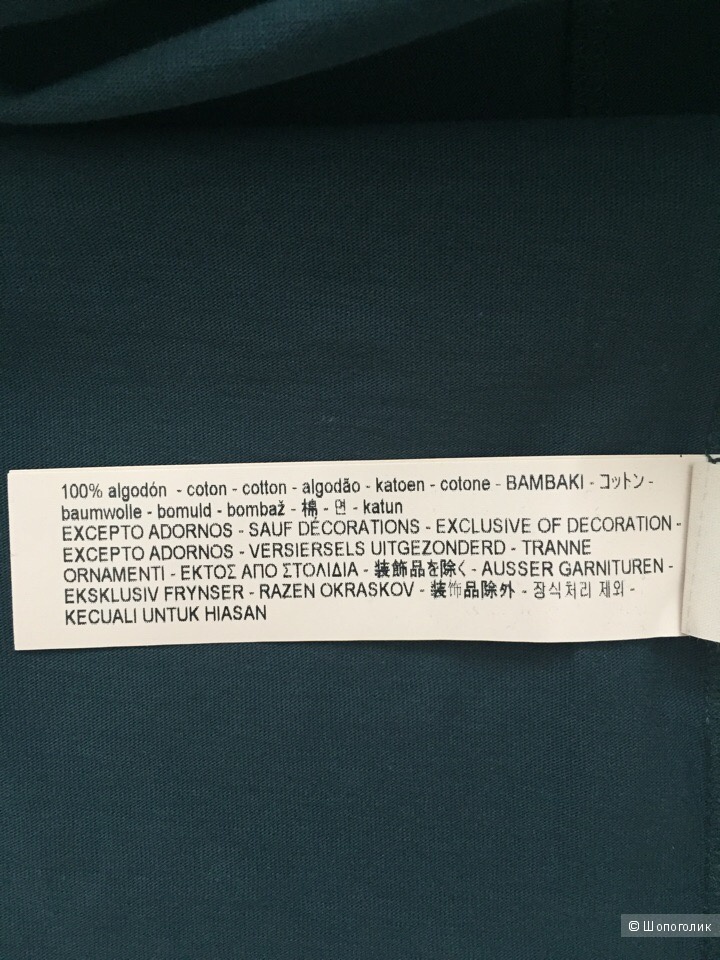 100% algodón - coton - cotton - algodão - katoen - cotone - BAMBAKI - コットン -
baumwolle - bomuld - bombaž - 棉 - 면 - katun
EXCEPTO ADORNOS - SAUF DÉCORATIONS - EXCLUSIVE OF DECORATION -
EXCEPTO ADORNOS - VERSIERSELS UITGEZONDERD - TRANNE
ORNAMENTI - ΕΚΤΟΣ ΑΠΟ ΣΤΟΛΙΔΙΑ - 装飾品を除く - AUSSER GARNITUREN -
EKSKLUSIV FRYNSER - RAZEN OKRASKOV - 装饰品除外 - 장식처리 제외 -
KECUALI UNTUK HIASAN
© Шопоголик